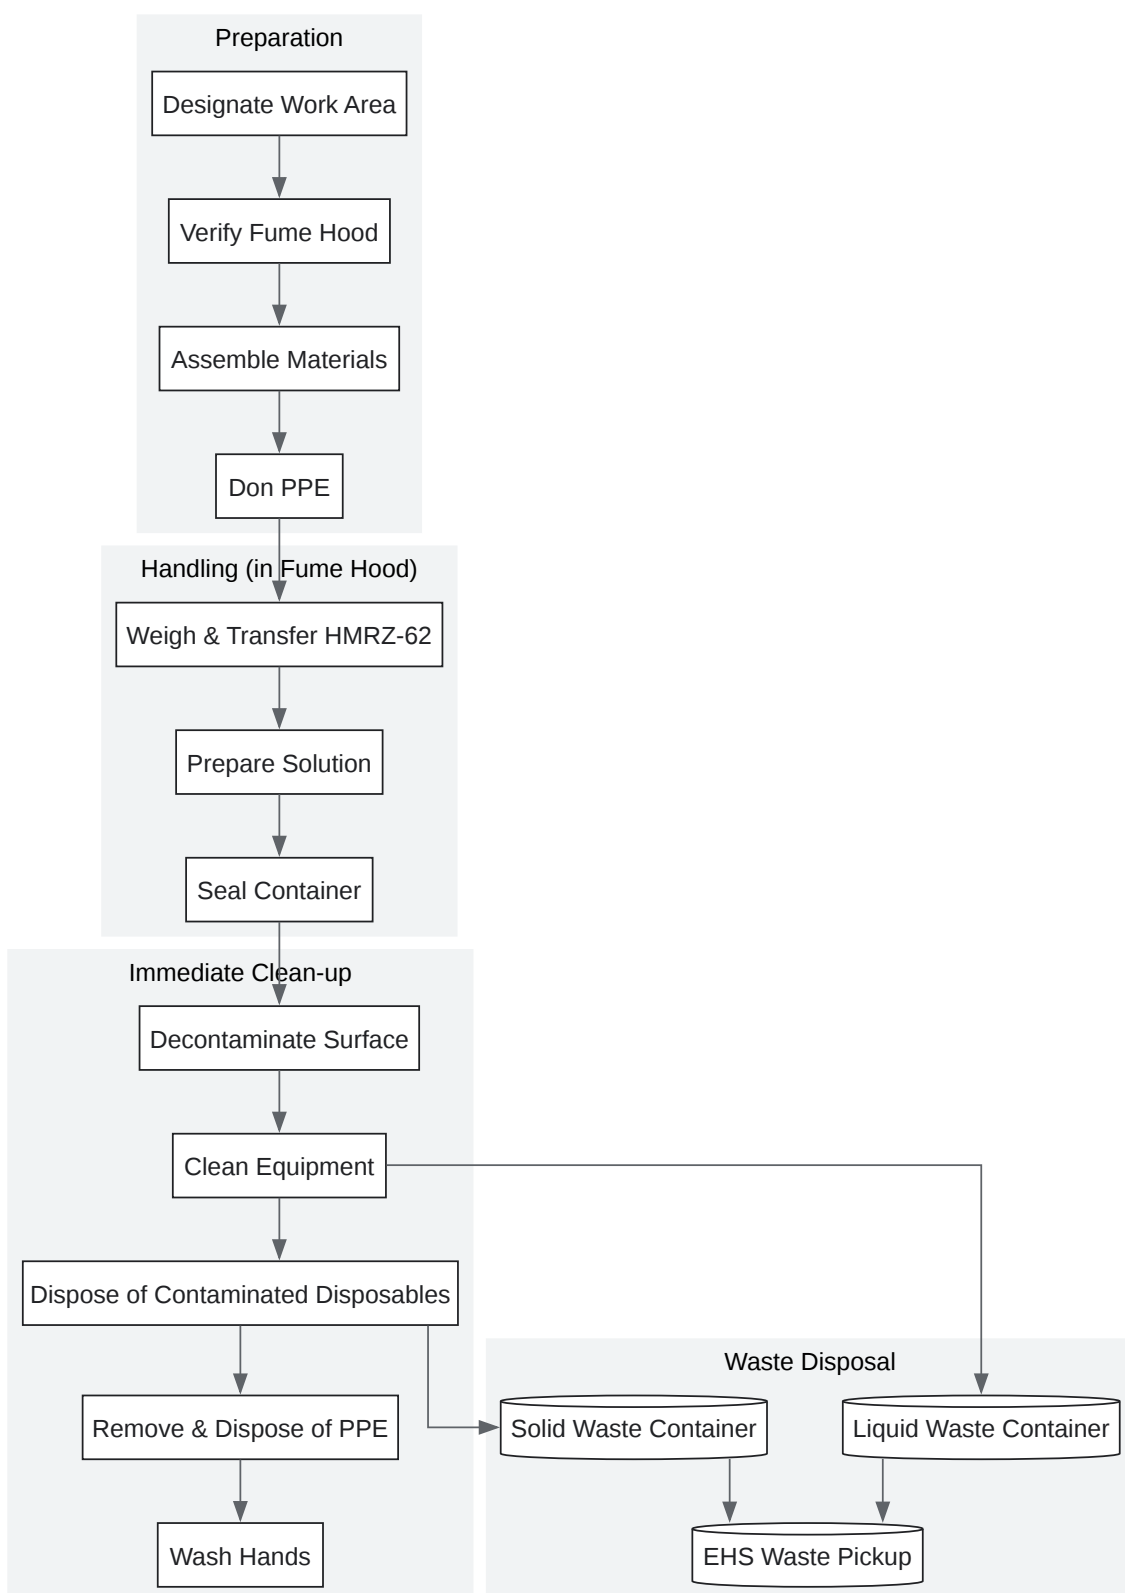 Preparation
Designate Work Area
Verify Fume Hood
Assemble Materials
Don PPE
Handling (in Fume Hood)
Weigh & Transfer HMRZ-62
Prepare Solution
Seal Container
Immediate Clean-up
Decontaminate Surface
Clean Equipment
Dispose of Contaminated Disposables
Remove & Dispose of PPE
Wash Hands
Waste Disposal
Solid Waste Container
Liquid Waste Container
EHS Waste Pickup